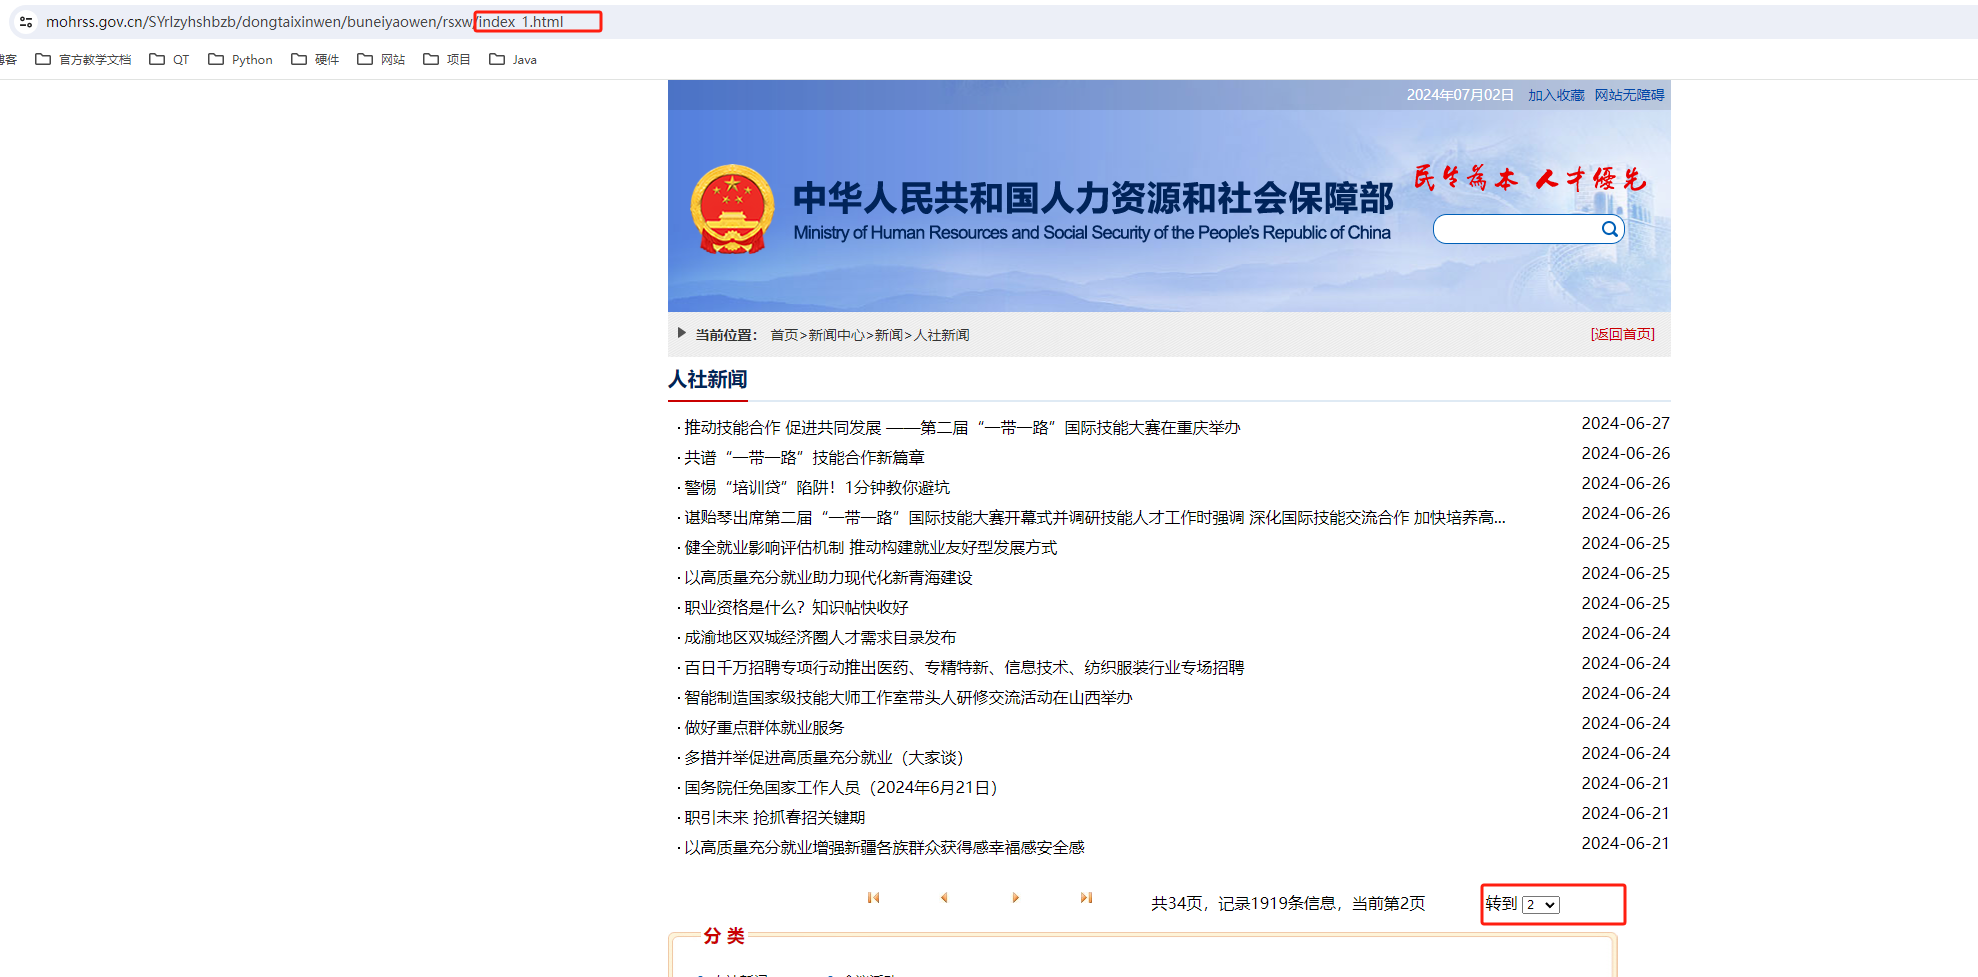 mohrss.gov.cn/SYrlzyhshbzb/dongtaixinwen/buneiyaowen/rsxw/index_1.html
博客 官方教学文档 QT Python 硬件 网站 项目 Java
2024年07月02日 加入收藏 网站无障碍
民生为本 人才優先
中华人民共和国人力资源和社会保障部
Ministry of Human Resources and Social Security of the People's Republic of China
当前位置： 首页>新闻中心>新闻>人社新闻 [返回首页]
人社新闻
·推动技能合作 促进共同发展 ——第二届“一带一路”国际技能大赛在重庆举办 2024-06-27
·共谱“一带一路”技能合作新篇章 2024-06-26
·警惕“培训贷”陷阱！1分钟教你避坑 2024-06-26
·谌贻琴出席第二届“一带一路”国际技能大赛开幕式并调研技能人才工作时强调 深化国际技能交流合作 加快培养高... 2024-06-26
·健全就业影响评估机制 推动构建就业友好型发展方式 2024-06-25
·以高质量充分就业助力现代化新青海建设 2024-06-25
·职业资格是什么？知识帖快收好 2024-06-25
·成渝地区双城经济圈人才需求目录发布 2024-06-24
·百日千万招聘专项行动推出医药、专精特新、信息技术、纺织服装行业专场招聘 2024-06-24
·智能制造国家级技能大师工作室带头人研修交流活动在山西举办 2024-06-24
·做好重点群体就业服务 2024-06-24
·多措并举促进高质量充分就业（大家谈） 2024-06-24
·国务院任免国家工作人员（2024年6月21日） 2024-06-21
·职引未来 抢抓春招关键期 2024-06-21
·以高质量充分就业增强新疆各族群众获得感幸福感安全感 2024-06-21
共34页，记录1919条信息，当前第2页 转到 2
分 类